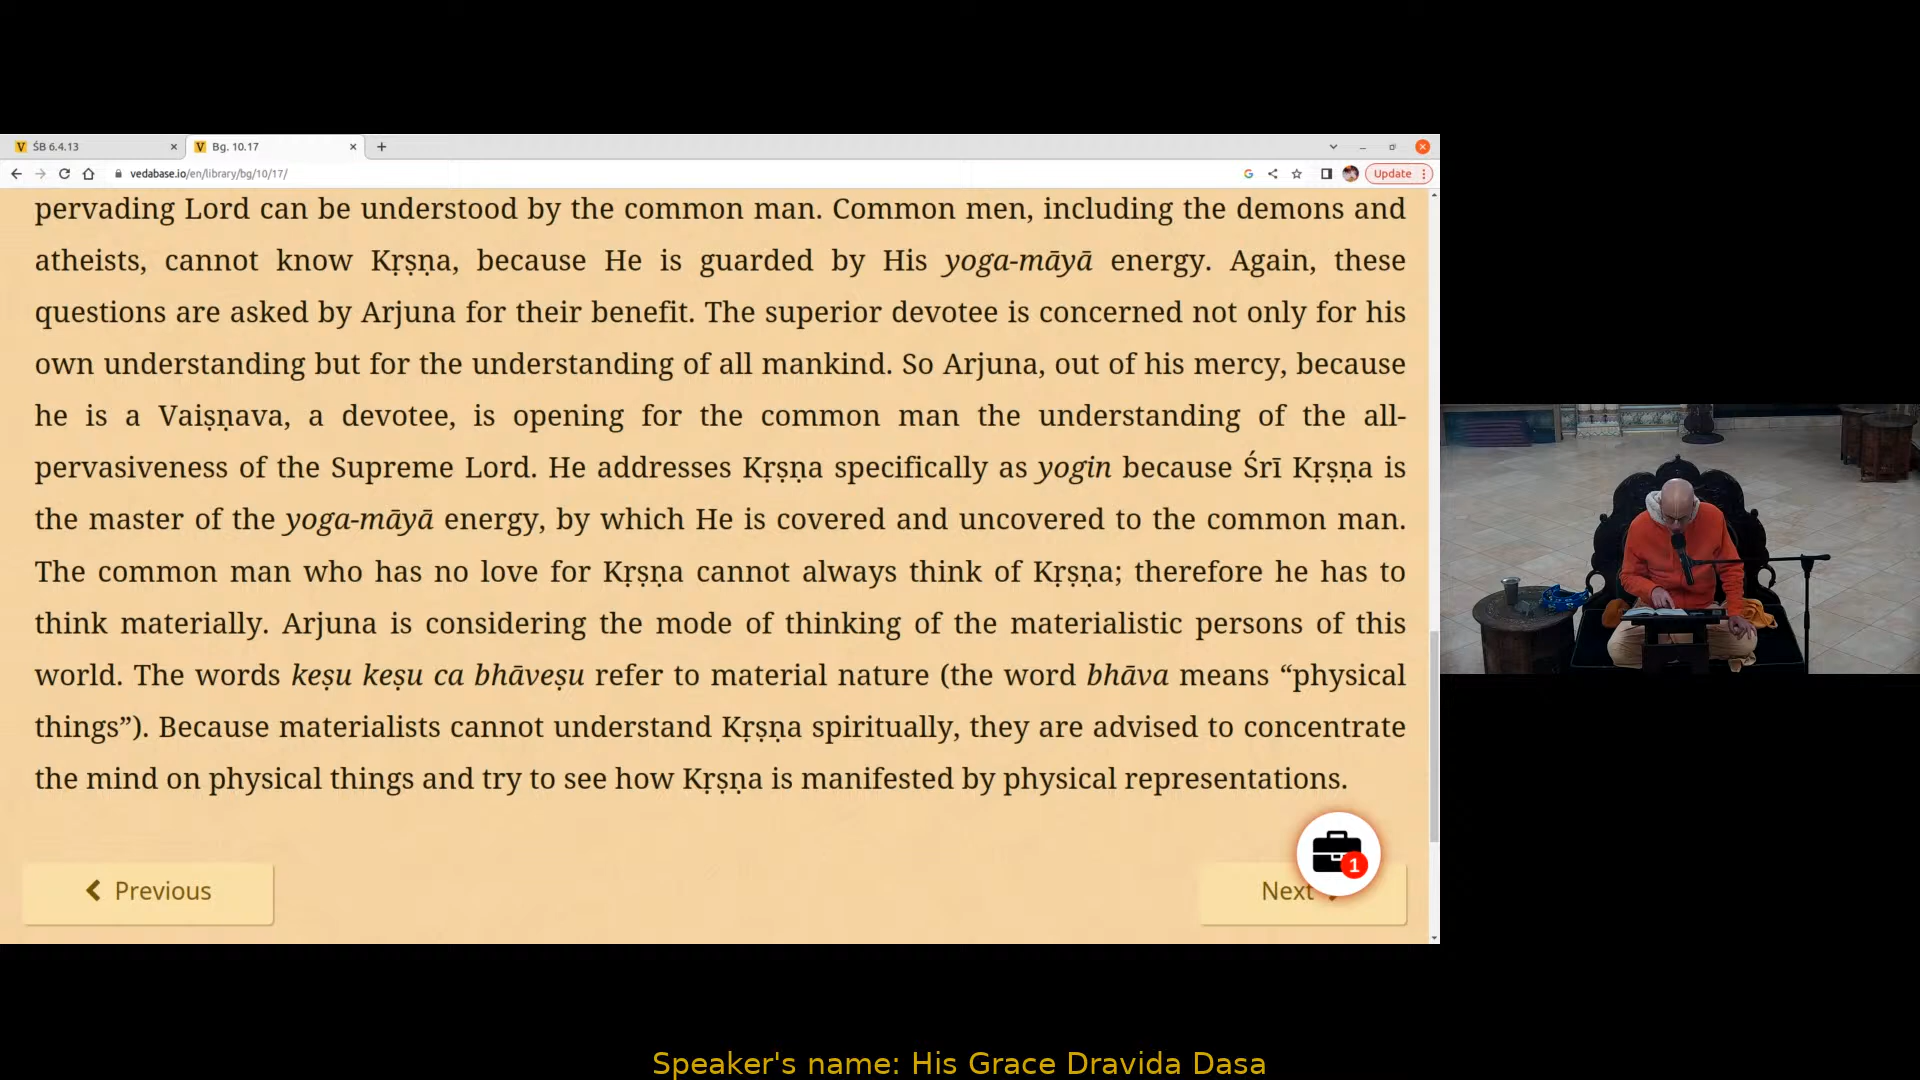 ŚB 6.4.13
Bg. 10.17
vedabase.io/en/library/bg/10/17/
Update
pervading Lord can be understood by the common man. Common men, including the demons and
atheists, cannot know Kṛṣṇa, because He is guarded by His yoga-māyā energy. Again, these
questions are asked by Arjuna for their benefit. The superior devotee is concerned not only for his
own understanding but for the understanding of all mankind. So Arjuna, out of his mercy, because
he is a Vaiṣṇava, a devotee, is opening for the common man the understanding of the all-
pervasiveness of the Supreme Lord. He addresses Kṛṣṇa specifically as yogin because Śrī Kṛṣṇa is
the master of the yoga-māyā energy, by which He is covered and uncovered to the common man.
The common man who has no love for Kṛṣṇa cannot always think of Kṛṣṇa; therefore he has to
think materially. Arjuna is considering the mode of thinking of the materialistic persons of this
world. The words keṣu keṣu ca bhāveṣu refer to material nature (the word bhāva means “physical
things”). Because materialists cannot understand Kṛṣṇa spiritually, they are advised to concentrate
the mind on physical things and try to see how Kṛṣṇa is manifested by physical representations.
1
Previous
Next
Speaker's name: His Grace Dravida Dasa